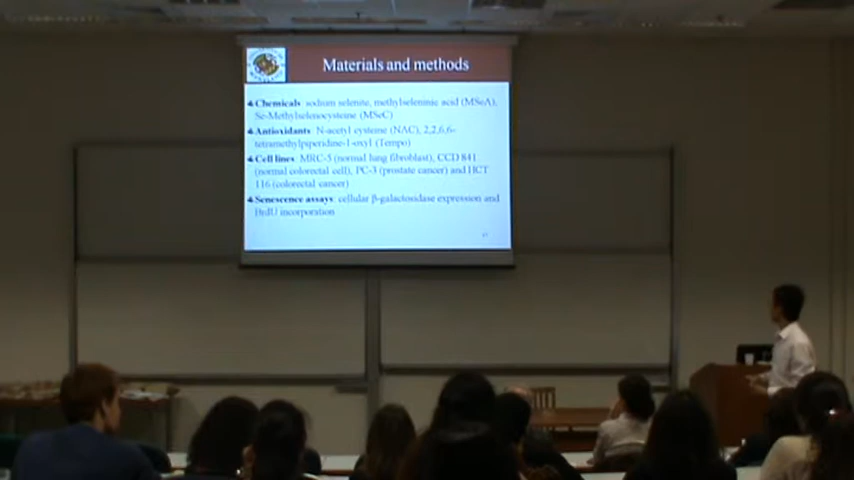 Materials and methods
Chemicals sodium selenite, methylseleninic acid (MSeA),
Se-Methylselenocysteine (MSeC)
Antioxidants N-acetyl cysteine (NAC), 2,2,6,6-
tetramethylpiperidine-1-oxyl (Tempo)
Cell lines MRC-5 (normal lung fibroblast), CCD 841
(normal colorectal cell), PC-3 (prostate cancer) and HCT
116 (colorectal cancer)
Senescence assays cellular β-galactosidase expression and
BrdU incorporation